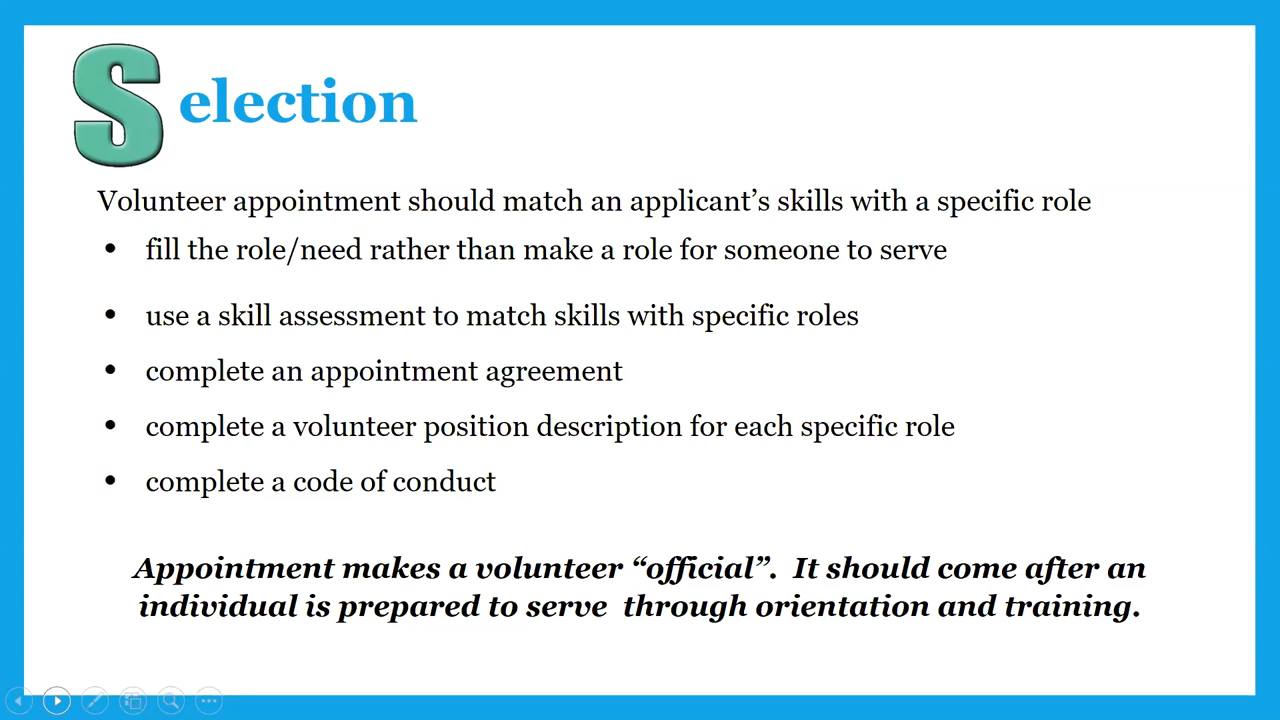 Selection
Volunteer appointment should match an applicant’s skills with a specific role
• fill the role/need rather than make a role for someone to serve
• use a skill assessment to match skills with specific roles
• complete an appointment agreement
• complete a volunteer position description for each specific role
• complete a code of conduct
Appointment makes a volunteer “official”.  It should come after an
individual is prepared to serve  through orientation and training.